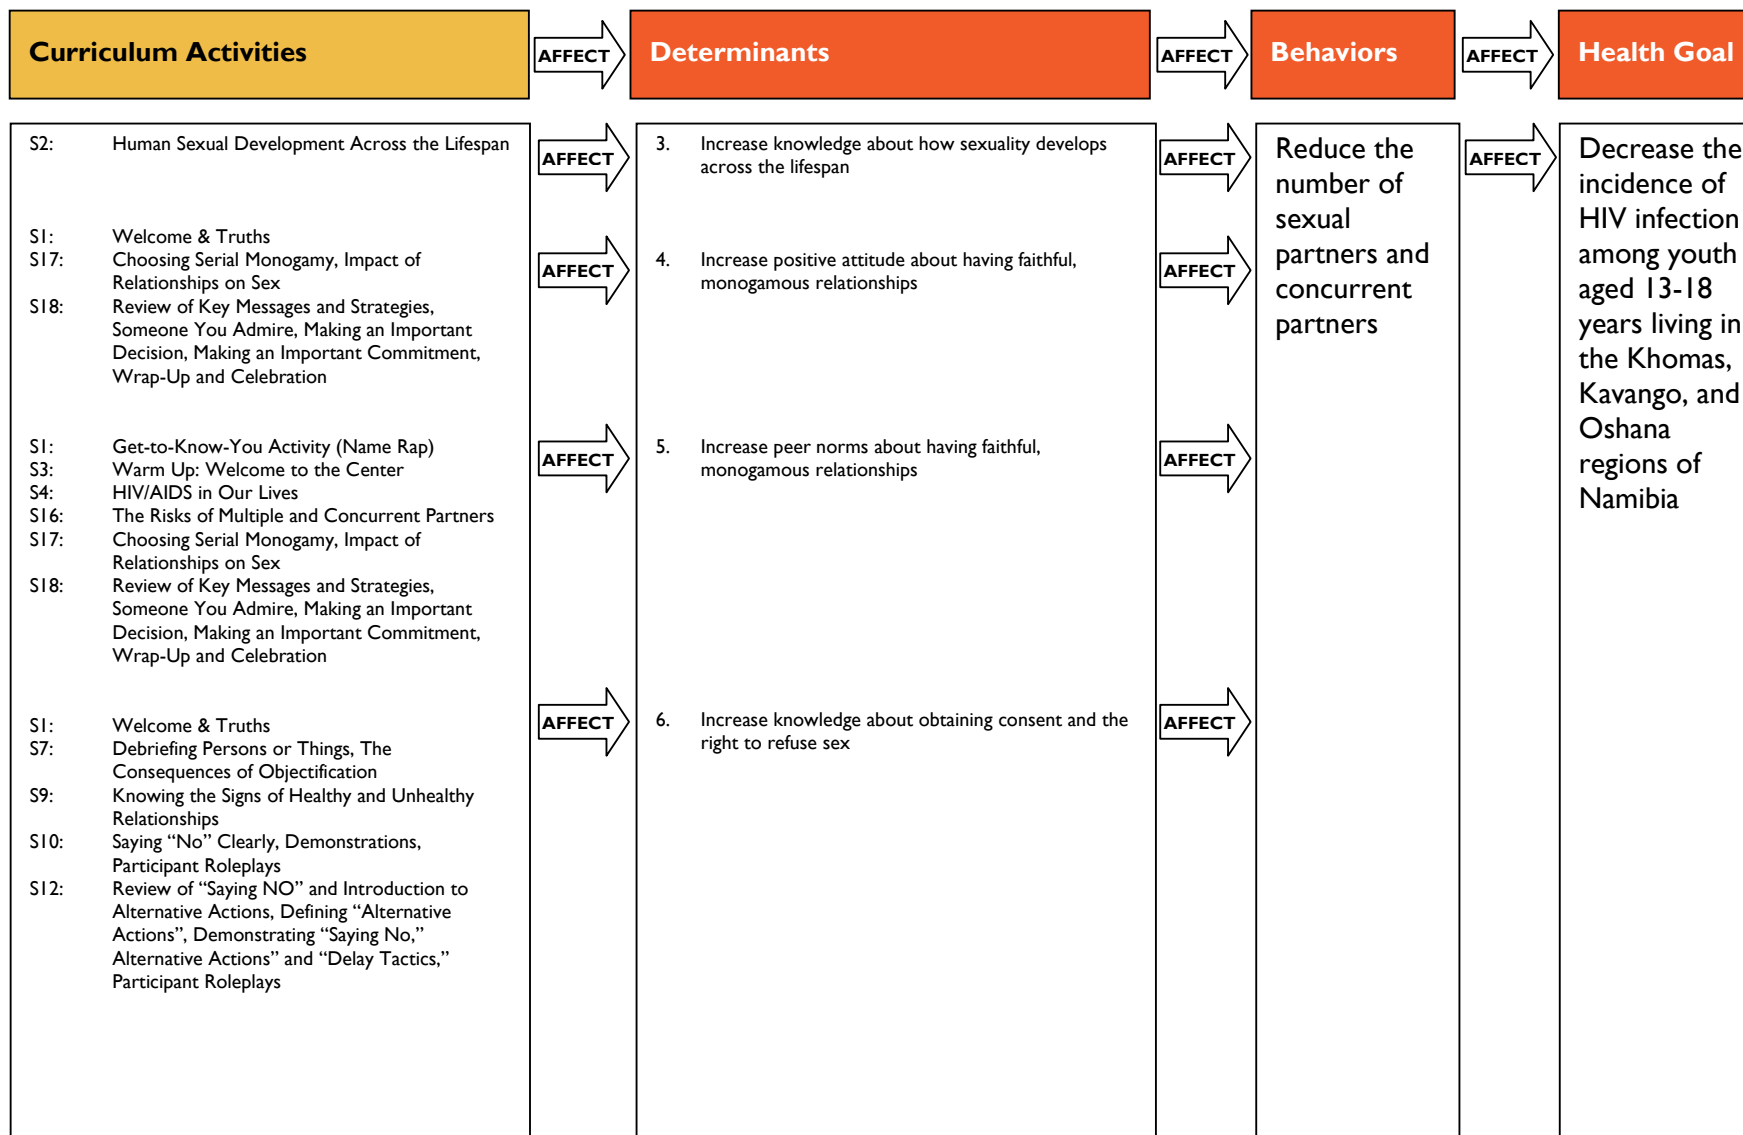 Curriculum Activities
AFFECT
Determinants
AFFECT
Behaviors
AFFECT
Health Goal
S2: Human Sexual Development Across the Lifespan
AFFECT
3. Increase knowledge about how sexuality develops
across the lifespan
AFFECT
Reduce the
number of
sexual
partners and
concurrent
partners
AFFECT
Decrease the
incidence of
HIV infection
among youth
aged 13-18
years living in
the Khomas,
Kavango, and
Oshana
regions of
Namibia
S1: Welcome & Truths
S17: Choosing Serial Monogamy, Impact of
Relationships on Sex
S18: Review of Key Messages and Strategies,
Someone You Admire, Making an Important
Decision, Making an Important Commitment,
Wrap-Up and Celebration
AFFECT
4. Increase positive attitude about having faithful,
monogamous relationships
AFFECT
S1: Get-to-Know-You Activity (Name Rap)
S3: Warm Up: Welcome to the Center
S4: HIV/AIDS in Our Lives
S16: The Risks of Multiple and Concurrent Partners
S17: Choosing Serial Monogamy, Impact of
Relationships on Sex
S18: Review of Key Messages and Strategies,
Someone You Admire, Making an Important
Decision, Making an Important Commitment,
Wrap-Up and Celebration
AFFECT
5. Increase peer norms about having faithful,
monogamous relationships
AFFECT
S1: Welcome & Truths
S7: Debriefing Persons or Things, The
Consequences of Objectification
S9: Knowing the Signs of Healthy and Unhealthy
Relationships
S10: Saying “No” Clearly, Demonstrations,
Participant Roleplays
S12: Review of “Saying NO” and Introduction to
Alternative Actions, Defining “Alternative
Actions”, Demonstrating “Saying No,”
Alternative Actions” and “Delay Tactics,”
Participant Roleplays
AFFECT
6. Increase knowledge about obtaining consent and the
right to refuse sex
AFFECT